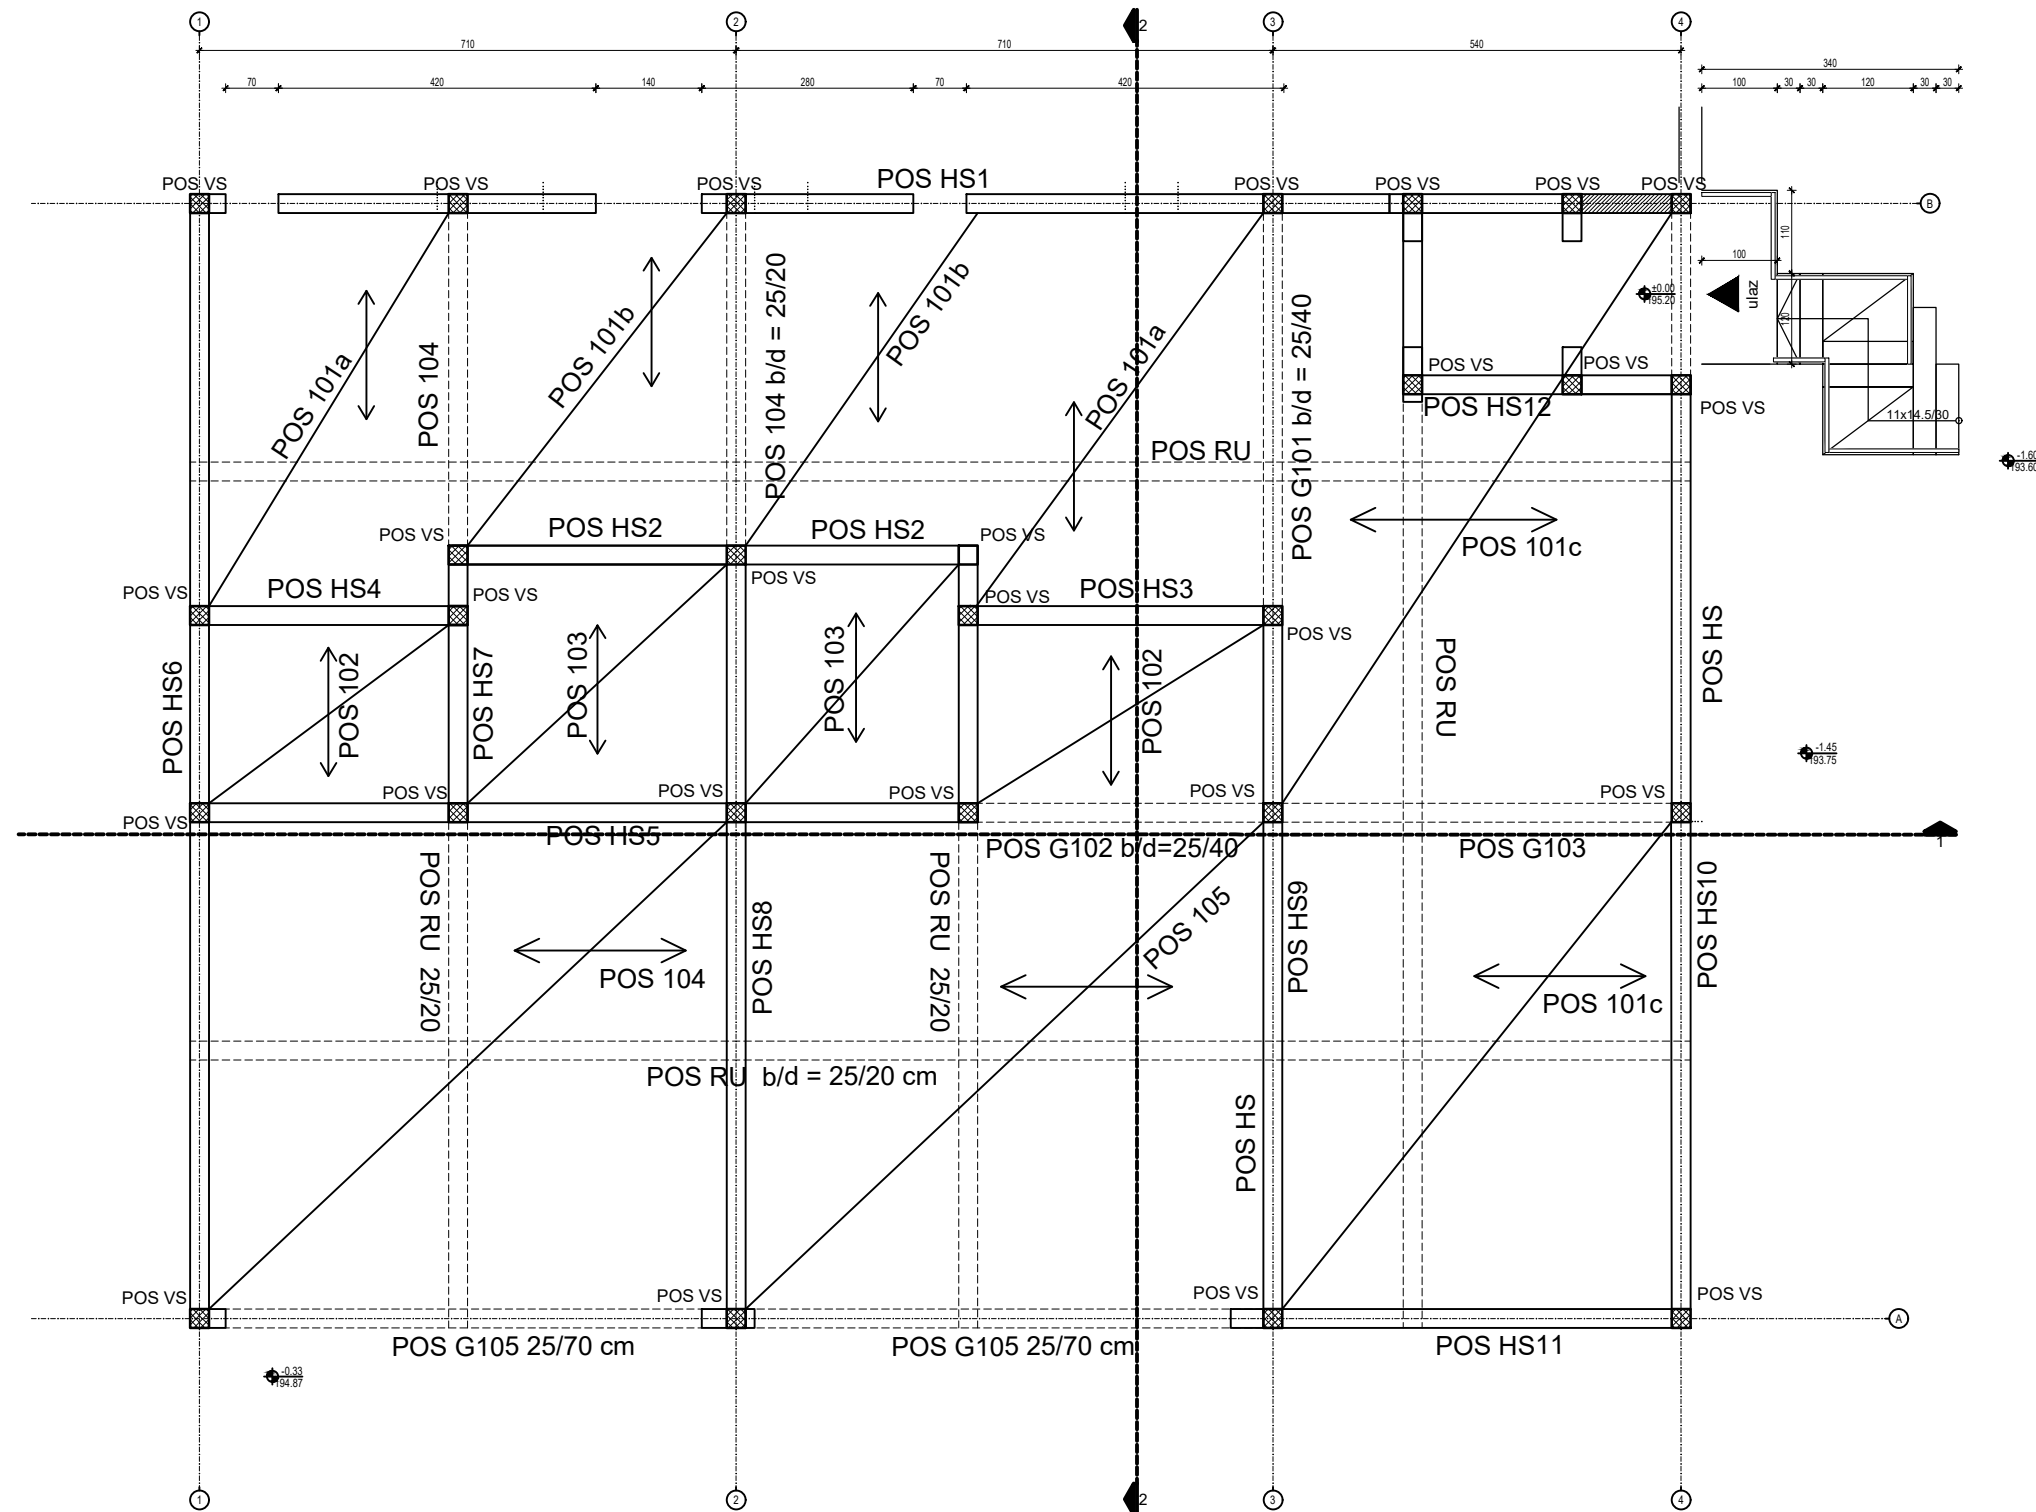 1
2
2
3
4
710
710
540
340
70
420
140
280
70
420
100
30
30
120
30
30
POS VS
POS VS
POS VS
POS HS1
POS VS
POS VS
POS VS
POS VS
B
110
100
±0.00
195.20
ulaz
120
POS 101a
POS 104
POS 101b
POS 104 b/d = 25/20
POS 101b
POS 101a
POS G101 b/d = 25/40
POS VS
POS VS
POS HS12
POS VS
11x14.5/30
-1.60
193.60
POS RU
POS 101c
POS VS
POS HS2
POS HS2
POS VS
POS VS
POS VS
POS HS4
POS VS
POS VS
POS HS3
POS VS
POS HS6
POS 102
POS HS7
POS 103
POS 103
POS 102
POS RU
POS HS
-1.45
193.75
POS VS
POS VS
POS VS
POS VS
POS VS
POS VS
POS HS5
POS G102 b/d=25/40
POS G103
1
POS RU 25/20
POS 104
POS HS8
POS RU 25/20
POS 105
POS HS9
POS 101c
POS HS10
POS RU b/d = 25/20 cm
POS HS
POS VS
POS VS
POS VS
POS VS
A
POS G105 25/70 cm
POS G105 25/70 cm
POS HS11
-0.33
194.87
1
2
2
3
4